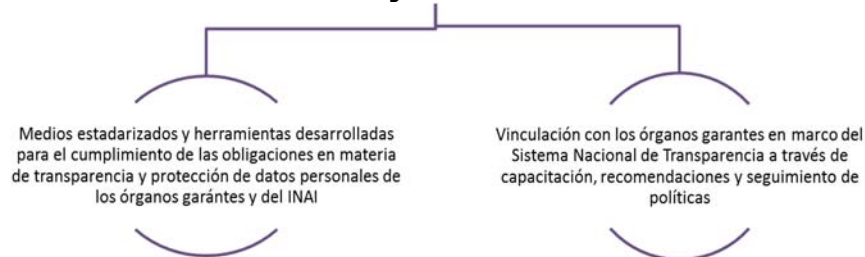 Medios estadarizados y herramientas desarrolladas
para el cumplimiento de las obligaciones en materia
de transparencia y protección de datos personales de
los órganos garántes y del INAI
Vinculación con los órganos garantes en marco del
Sistema Nacional de Transparencia a través de
capacitación, recomendaciones y seguimiento de
políticas